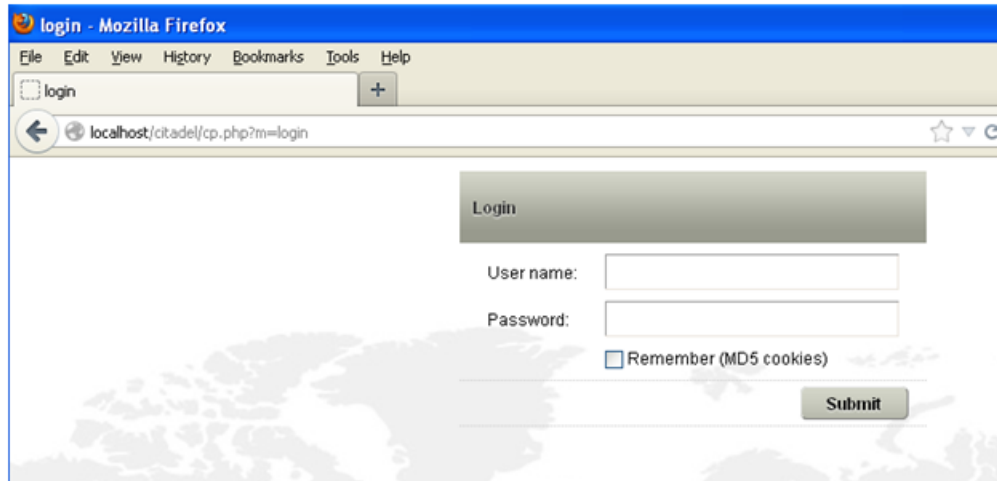 login - Mozilla Firefox
File Edit View History Bookmarks Tools Help
login +
localhost/citadel/cp.php?m=login
Login
User name:
Password:
Remember (MD5 cookies)
Submit